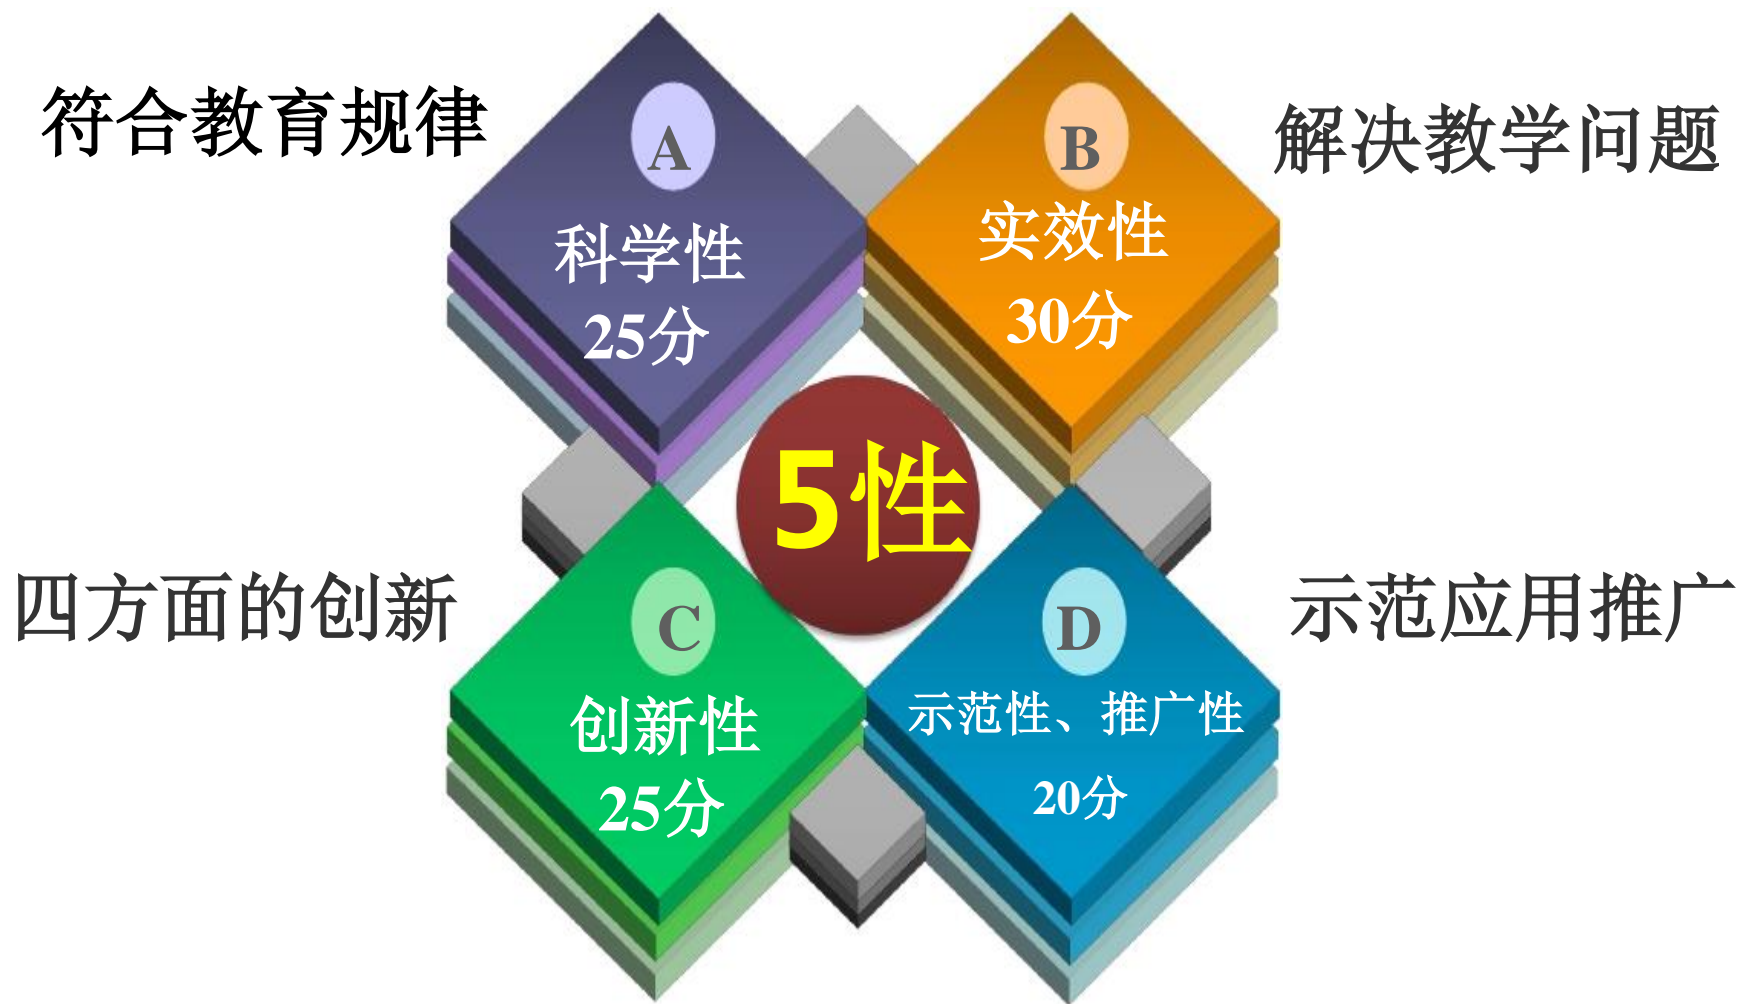 符合教育规律
A
科学性
25分
B
实效性
30分
解决教学问题
5性
四方面的创新
C
创新性
25分
D
示范性、推广性
20分
示范应用推广